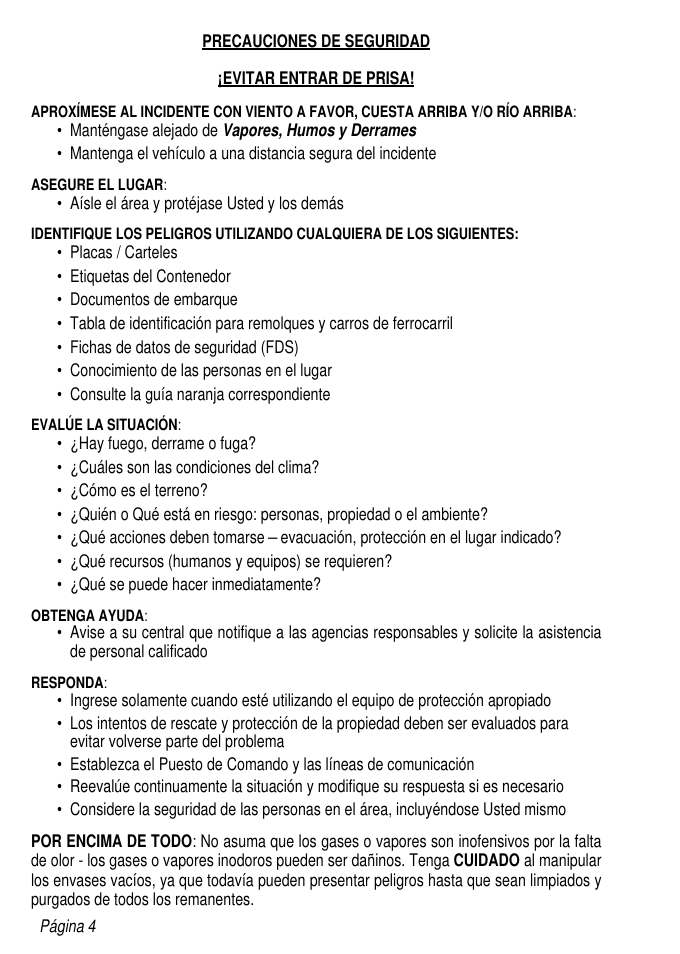 PRECAUCIONES DE SEGURIDAD
¡EVITAR ENTRAR DE PRISA!
APROXÍMESE AL INCIDENTE CON VIENTO A FAVOR, CUESTA ARRIBA Y/O RÍO ARRIBA:
• Manténgase alejado de Vapores, Humos y Derrames
• Mantenga el vehículo a una distancia segura del incidente
ASEGURE EL LUGAR:
• Aísle el área y protéjase Usted y los demás
IDENTIFIQUE LOS PELIGROS UTILIZANDO CUALQUIERA DE LOS SIGUIENTES:
• Placas / Carteles
• Etiquetas del Contenedor
• Documentos de embarque
• Tabla de identificación para remolques y carros de ferrocarril
• Fichas de datos de seguridad (FDS)
• Conocimiento de las personas en el lugar
• Consulte la guía naranja correspondiente
EVALÚE LA SITUACIÓN:
• ¿Hay fuego, derrame o fuga?
• ¿Cuáles son las condiciones del clima?
• ¿Cómo es el terreno?
• ¿Quién o Qué está en riesgo: personas, propiedad o el ambiente?
• ¿Qué acciones deben tomarse – evacuación, protección en el lugar indicado?
• ¿Qué recursos (humanos y equipos) se requieren?
• ¿Qué se puede hacer inmediatamente?
OBTENGA AYUDA:
• Avise a su central que notifique a las agencias responsables y solicite la asistencia
de personal calificado
RESPONDA:
• Ingrese solamente cuando esté utilizando el equipo de protección apropiado
• Los intentos de rescate y protección de la propiedad deben ser evaluados para
evitar volverse parte del problema
• Establezca el Puesto de Comando y las líneas de comunicación
• Reevalúe continuamente la situación y modifique su respuesta si es necesario
• Considere la seguridad de las personas en el área, incluyéndose Usted mismo
POR ENCIMA DE TODO: No asuma que los gases o vapores son inofensivos por la falta
de olor - los gases o vapores inodoros pueden ser dañinos. Tenga CUIDADO al manipular
los envases vacíos, ya que todavía pueden presentar peligros hasta que sean limpiados y
purgados de todos los remanentes.
Página 4